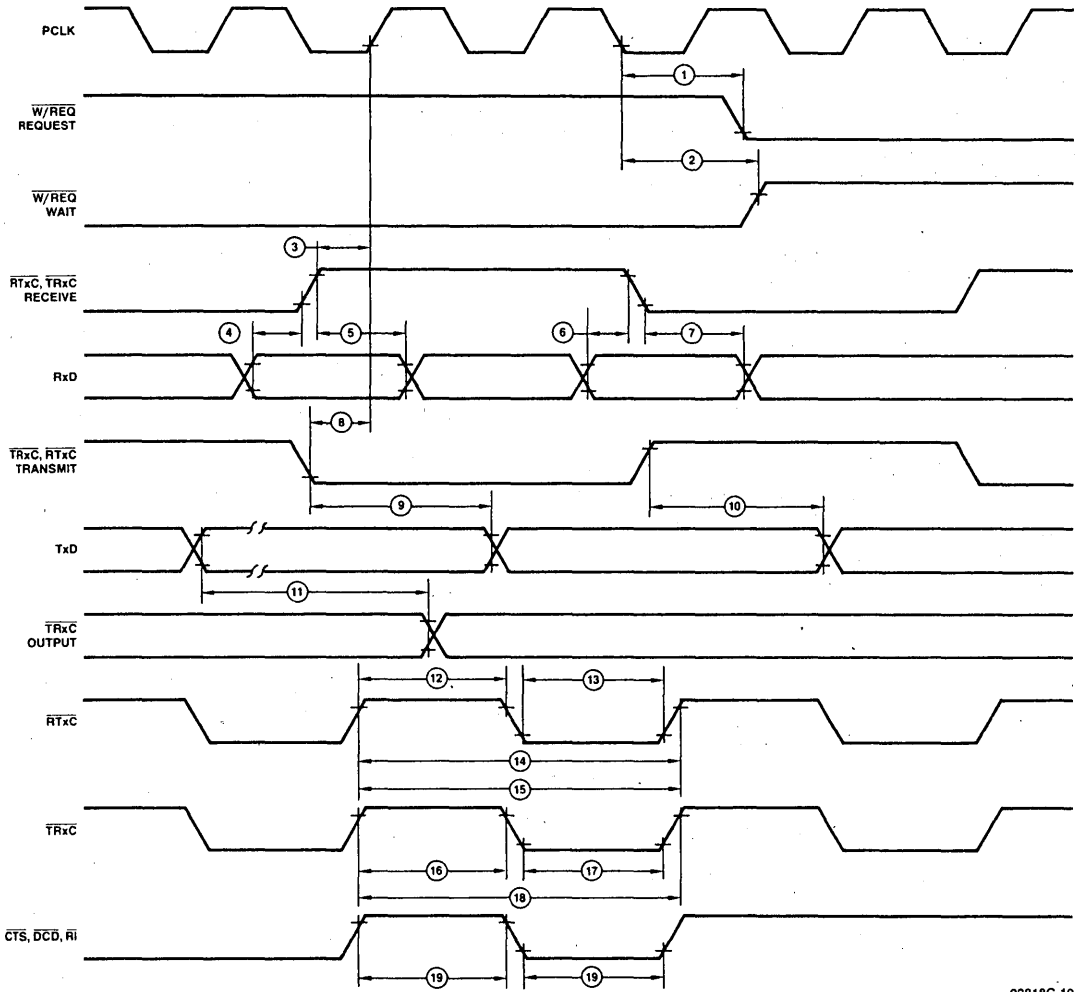 PCLK
1
W/REQ
REQUEST
2
W/REQ
WAIT
3
RTxC, TRxC
RECEIVE
4
5
6
7
RxD
8
TRxC, RTxC
TRANSMIT
9
10
TxD
11
TRxC
OUTPUT
12
13
RTxC
14
15
TRxC
16
17
18
CTS, DCD, RI
19
19